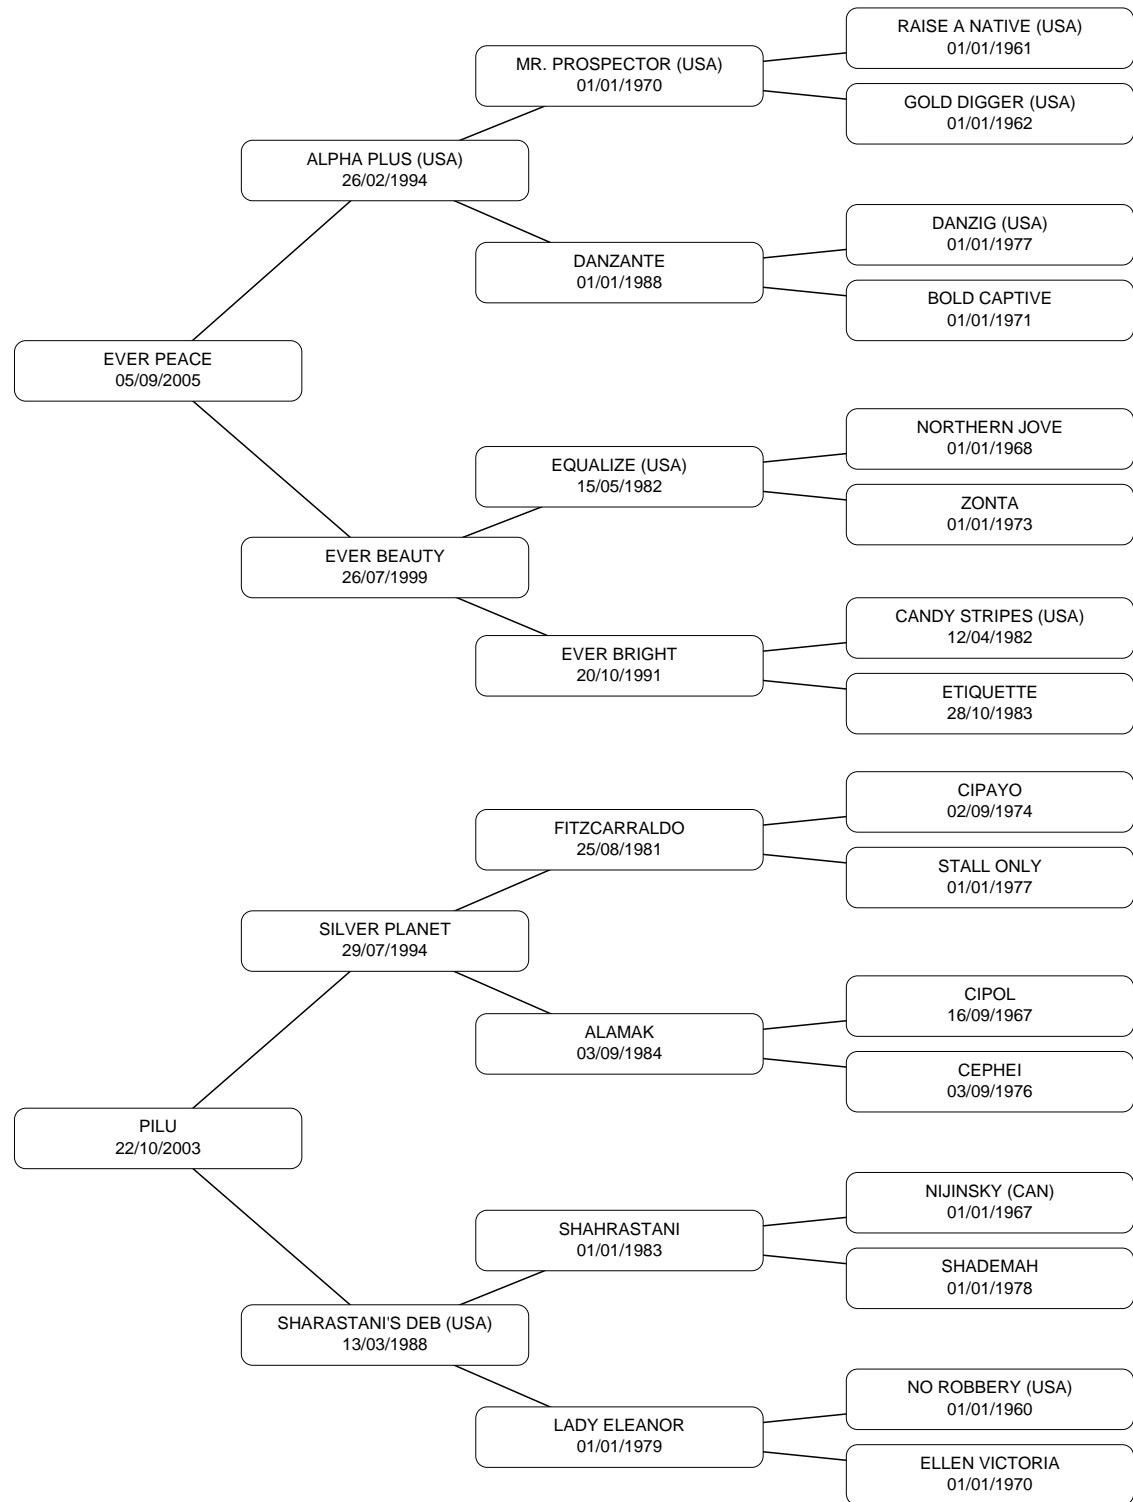 RAISE A NATIVE (USA)
01/01/1961
MR. PROSPECTOR (USA)
01/01/1970
GOLD DIGGER (USA)
01/01/1962
ALPHA PLUS (USA)
26/02/1994
DANZIG (USA)
01/01/1977
DANZANTE
01/01/1988
BOLD CAPTIVE
01/01/1971
EVER PEACE
05/09/2005
NORTHERN JOVE
01/01/1968
EQUALIZE (USA)
15/05/1982
ZONTA
01/01/1973
EVER BEAUTY
26/07/1999
CANDY STRIPES (USA)
12/04/1982
EVER BRIGHT
20/10/1991
ETIQUETTE
28/10/1983
CIPAYO
02/09/1974
FITZCARRALDO
25/08/1981
STALL ONLY
01/01/1977
SILVER PLANET
29/07/1994
CIPOL
16/09/1967
ALAMAK
03/09/1984
CEPHEI
03/09/1976
PILU
22/10/2003
NIJINSKY (CAN)
01/01/1967
SHAHRASTANI
01/01/1983
SHADEMAH
01/01/1978
SHARASTANI'S DEB (USA)
13/03/1988
NO ROBBERY (USA)
01/01/1960
LADY ELEANOR
01/01/1979
ELLEN VICTORIA
01/01/1970